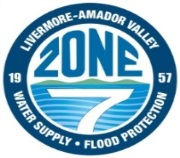 LIVERMORE-AMADOR VALLEY
ZONE
19 57
7
WATER SUPPLY • FLOOD PROTECTION